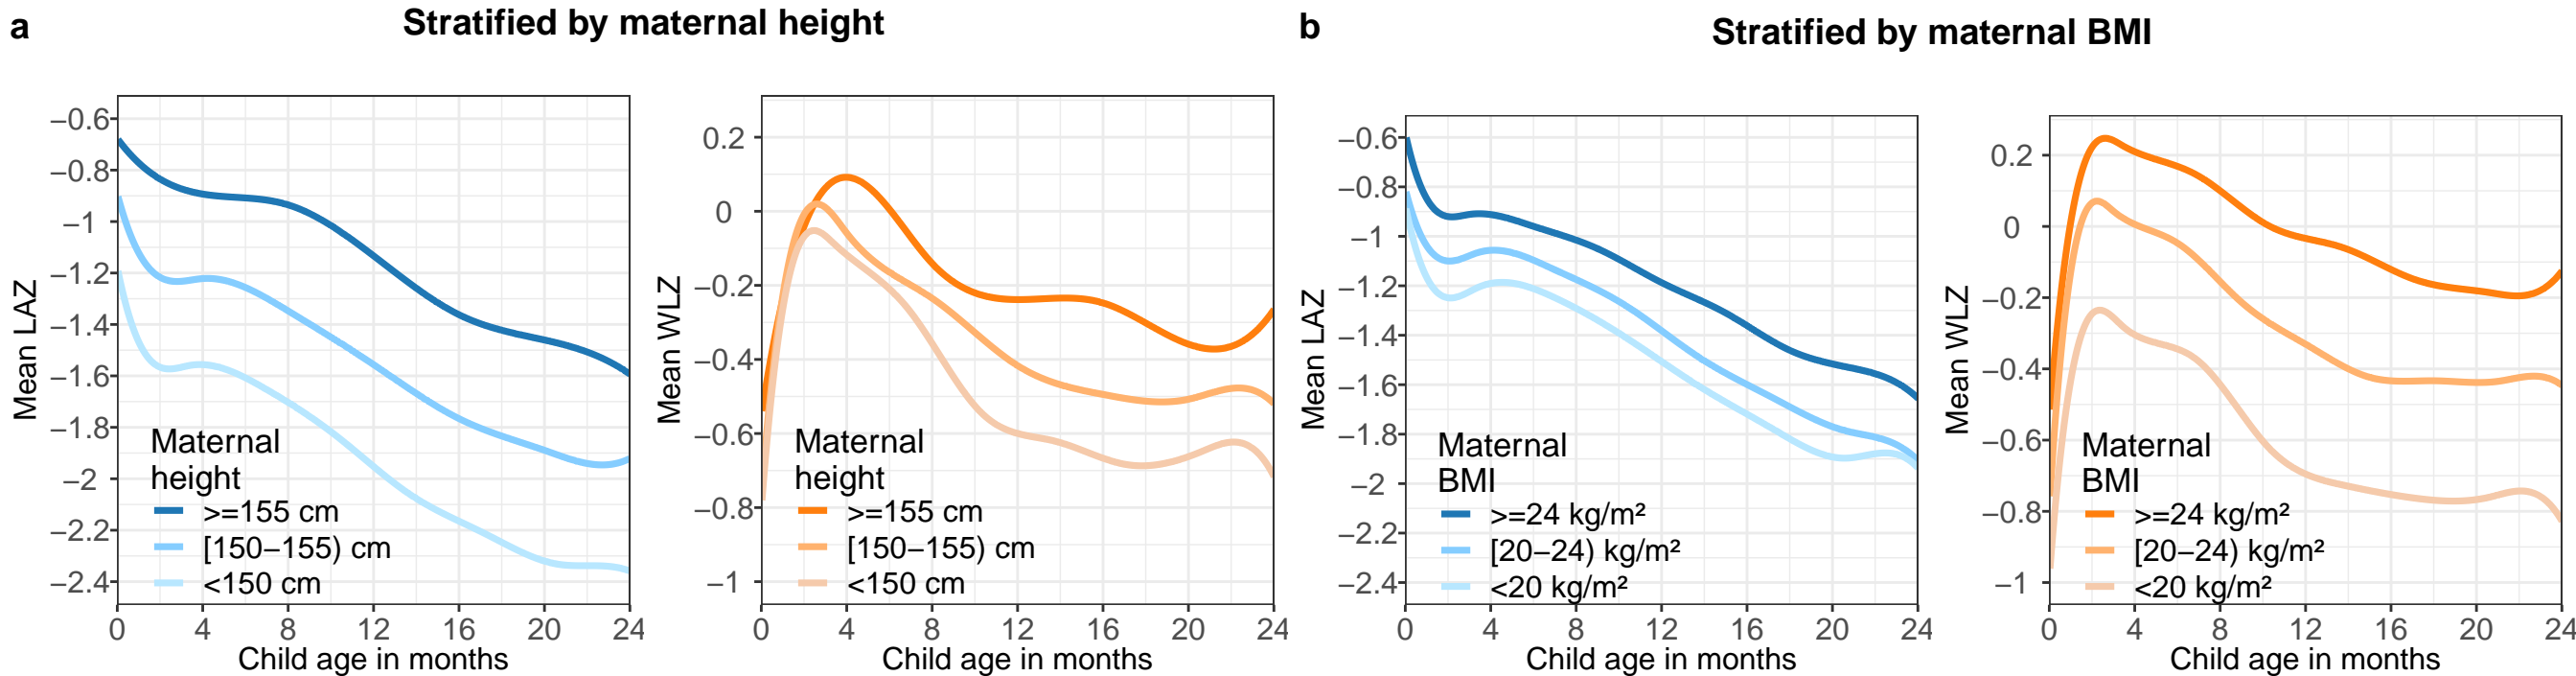 a
Stratified by maternal height
b
Stratified by maternal BMI
Mean LAZ
−0.6
−0.8
−1
−1.2
−1.4
−1.6
−1.8
−2
−2.2
−2.4
Maternal
height
>=155 cm
[150−155) cm
<150 cm
0 4 8 12 16 20 24
Child age in months
Mean WLZ
0.2
0
−0.2
−0.4
−0.6
−0.8
−1
Maternal
height
>=155 cm
[150−155) cm
<150 cm
0 4 8 12 16 20 24
Child age in months
Mean LAZ
−0.6
−0.8
−1
−1.2
−1.4
−1.6
−1.8
−2
−2.2
−2.4
Maternal
BMI
>=24 kg/m²
[20−24) kg/m²
<20 kg/m²
0 4 8 12 16 20 24
Child age in months
Mean WLZ
0.2
0
−0.2
−0.4
−0.6
−0.8
−1
Maternal
BMI
>=24 kg/m²
[20−24) kg/m²
<20 kg/m²
0 4 8 12 16 20 24
Child age in months